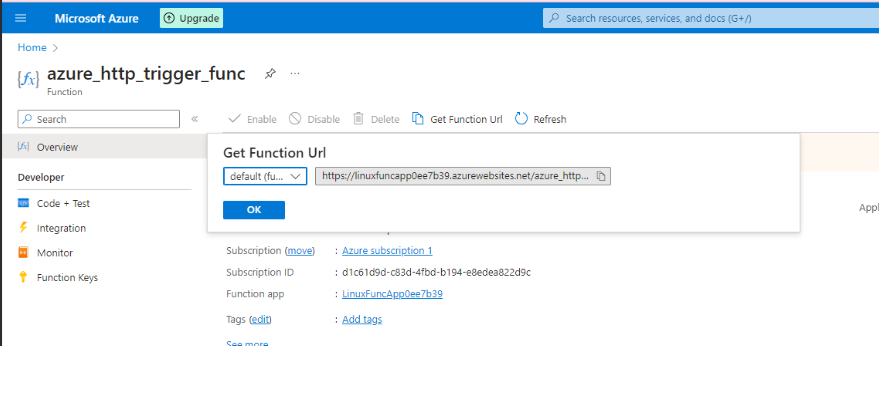 Microsoft Azure
Upgrade
Search resources, services, and docs (G+/)
Home >
azure_http_trigger_func
...
Function
Search
«
Enable
Disable
Delete
Get Function Url
Refresh
Overview
Get Function Url
default (fu...
https://linuxfuncapp0ee7b39.azurewebsites.net/azure_http...
OK
Developer
Code + Test
Integration
Monitor
Function Keys
Appl
Subscription (move) : Azure subscription 1
Subscription ID : d1c61d9d-c83d-4fbd-b194-e8edea822d9c
Function app : LinuxFuncApp0ee7b39
Tags (edit) : Add tags
See more